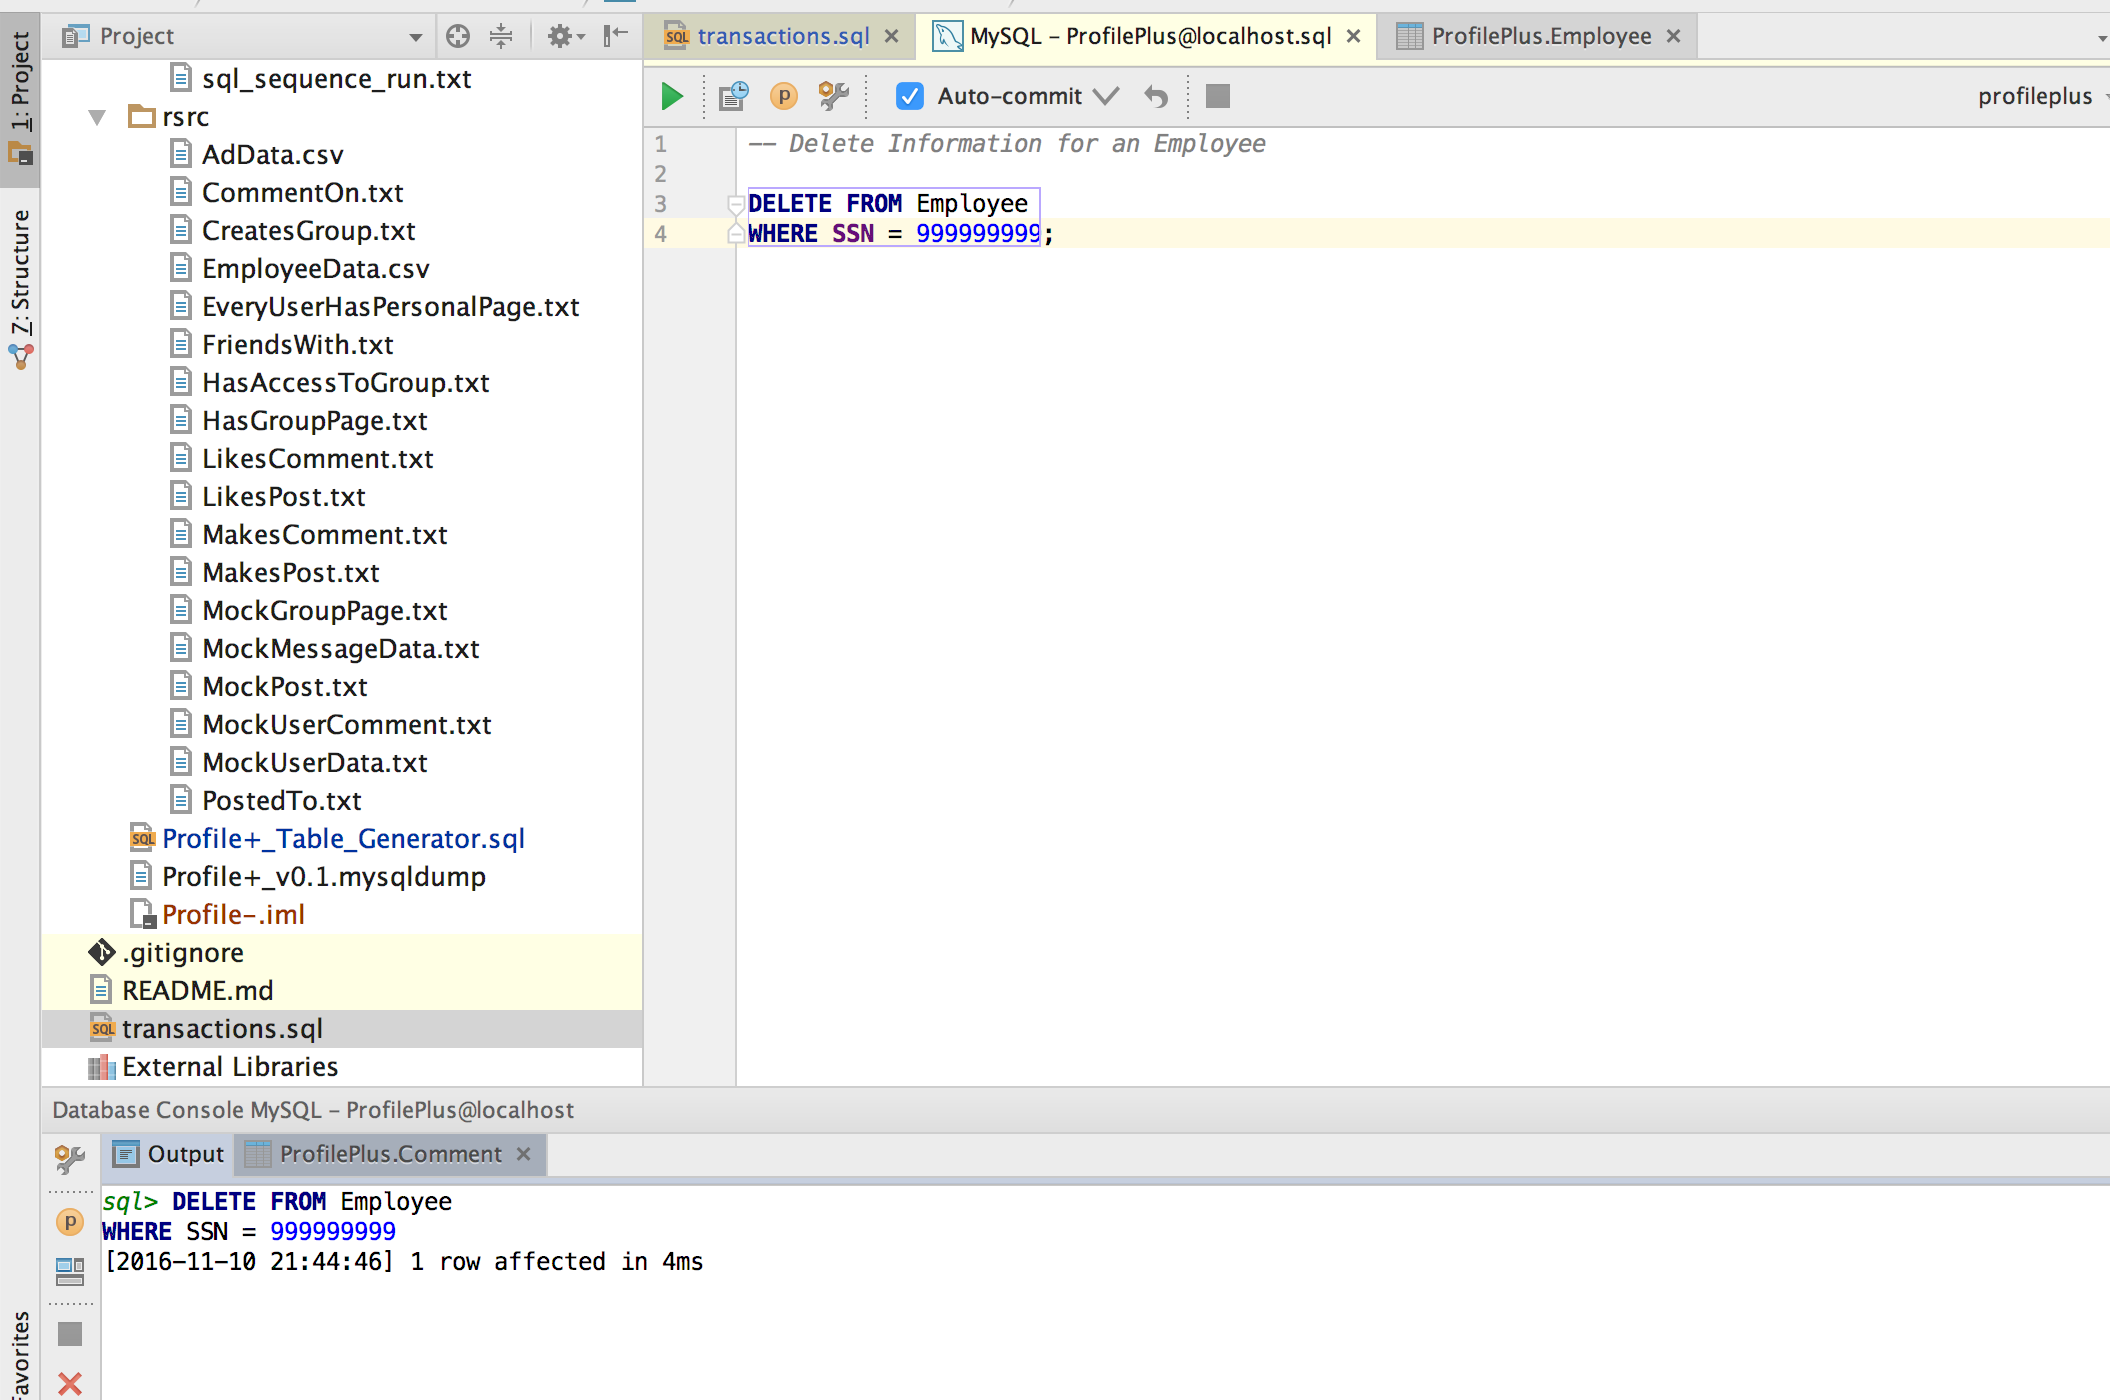 1: Project
7: Structure
Project
sql_sequence_run.txt
rsrc
AdData.csv
CommentOn.txt
CreatesGroup.txt
EmployeeData.csv
EveryUserHasPersonalPage.txt
FriendsWith.txt
HasAccessToGroup.txt
HasGroupPage.txt
LikesComment.txt
LikesPost.txt
MakesComment.txt
MakesPost.txt
MockGroupPage.txt
MockMessageData.txt
MockPost.txt
MockUserComment.txt
MockUserData.txt
PostedTo.txt
SQL Profile+_Table_Generator.sql
Profile+_v0.1.mysqldump
Profile-.iml
.gitignore
README.md
SQL transactions.sql
External Libraries
SQL transactions.sql
MySQL - ProfilePlus@localhost.sql
ProfilePlus.Employee
p
Auto-commit
profileplus
1 -- Delete Information for an Employee
2
3 DELETE FROM Employee
4 WHERE SSN = 999999999;
Database Console MySQL - ProfilePlus@localhost
Output
ProfilePlus.Comment
p
sql> DELETE FROM Employee
WHERE SSN = 999999999
[2016-11-10 21:44:46] 1 row affected in 4ms
avorites